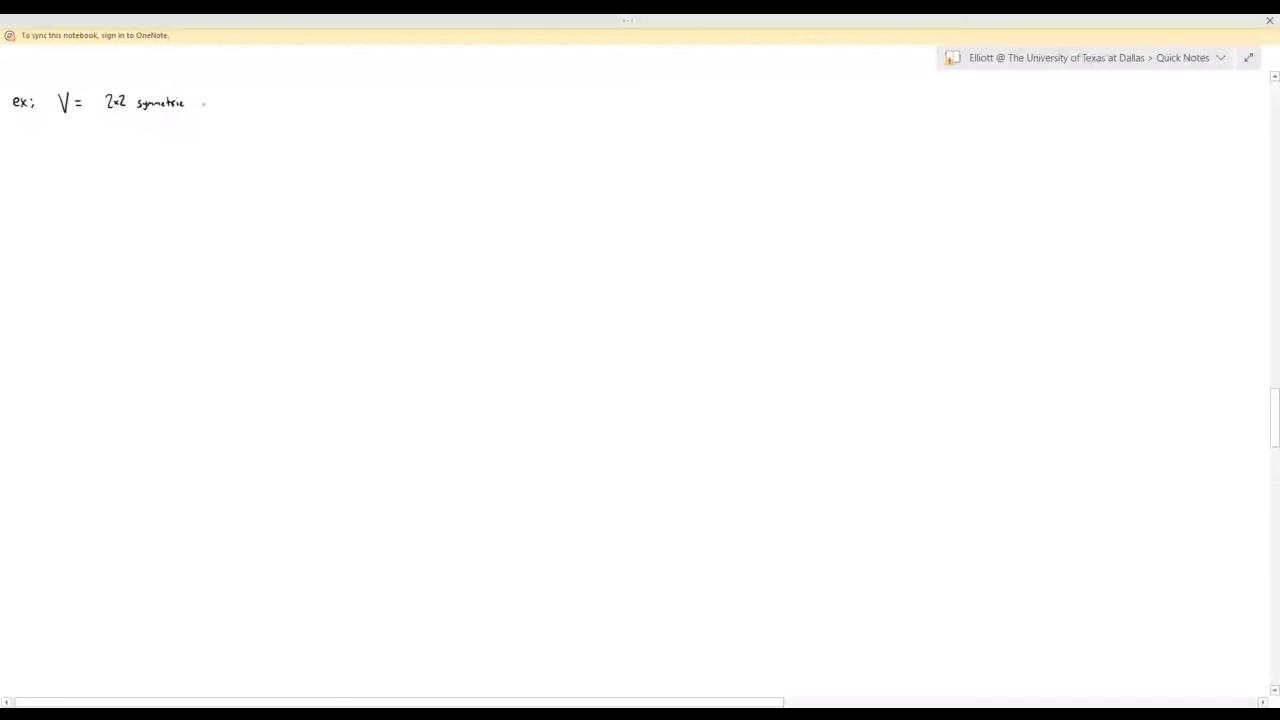 To sync this notebook, sign in to OneNote.
Elliott @ The University of Texas at Dallas > Quick Notes
ex: V = 2x2 symmetric